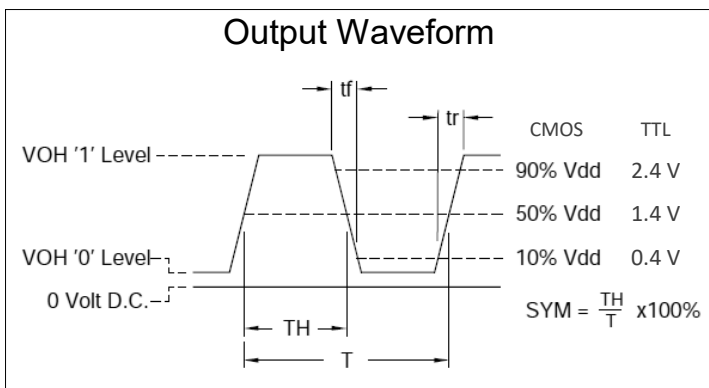 Output Waveform
tf
tr
CMOS TTL
VOH '1' Level
90% Vdd 2.4 V
50% Vdd 1.4 V
VOH '0' Level
10% Vdd 0.4 V
0 Volt D.C.
SYM = TH/T x100%
TH
T